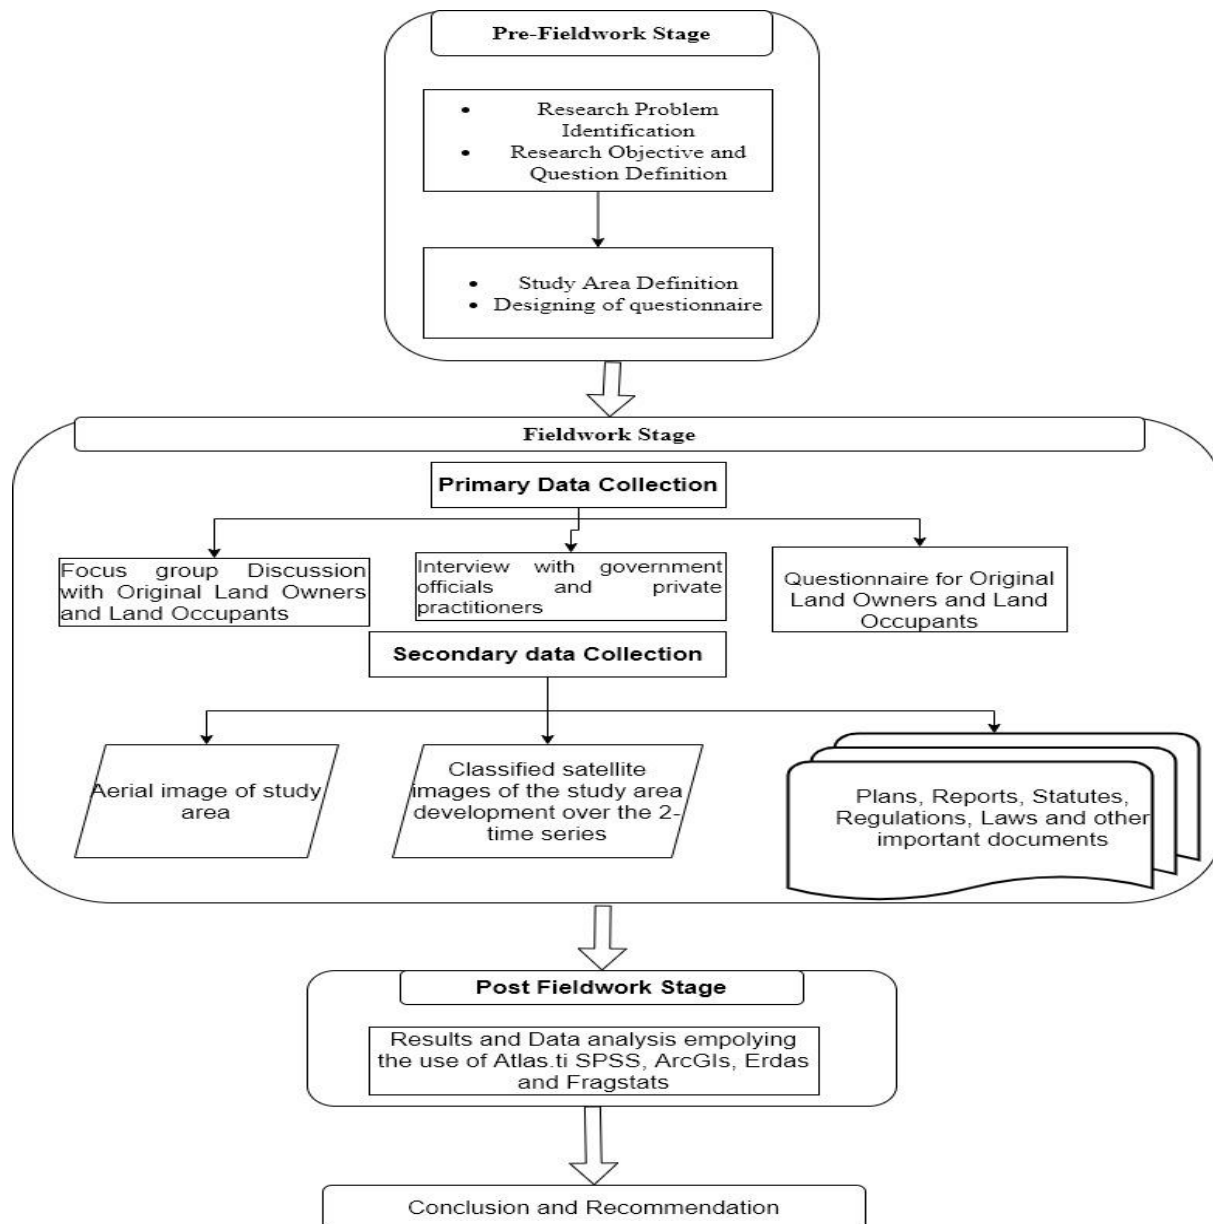 Pre-Fieldwork Stage
• Research Problem
Identification
• Research Objective and
Question Definition
• Study Area Definition
• Designing of questionnaire
Fieldwork Stage
Primary Data Collection
Focus group Discussion
with Original Land Owners
and Land Occupants
Interview with government
officials and private
practitioners
Questionnaire for Original
Land Owners and Land
Occupants
Secondary data Collection
Aerial image of study
area
Classified satellite
images of the study area
development over the 2-
time series
Plans, Reports, Statutes,
Regulations, Laws and other
important documents
Post Fieldwork Stage
Results and Data analysis empolying
the use of Atlas.ti SPSS, ArcGIs, Erdas
and Fragstats
Conclusion and Recommendation